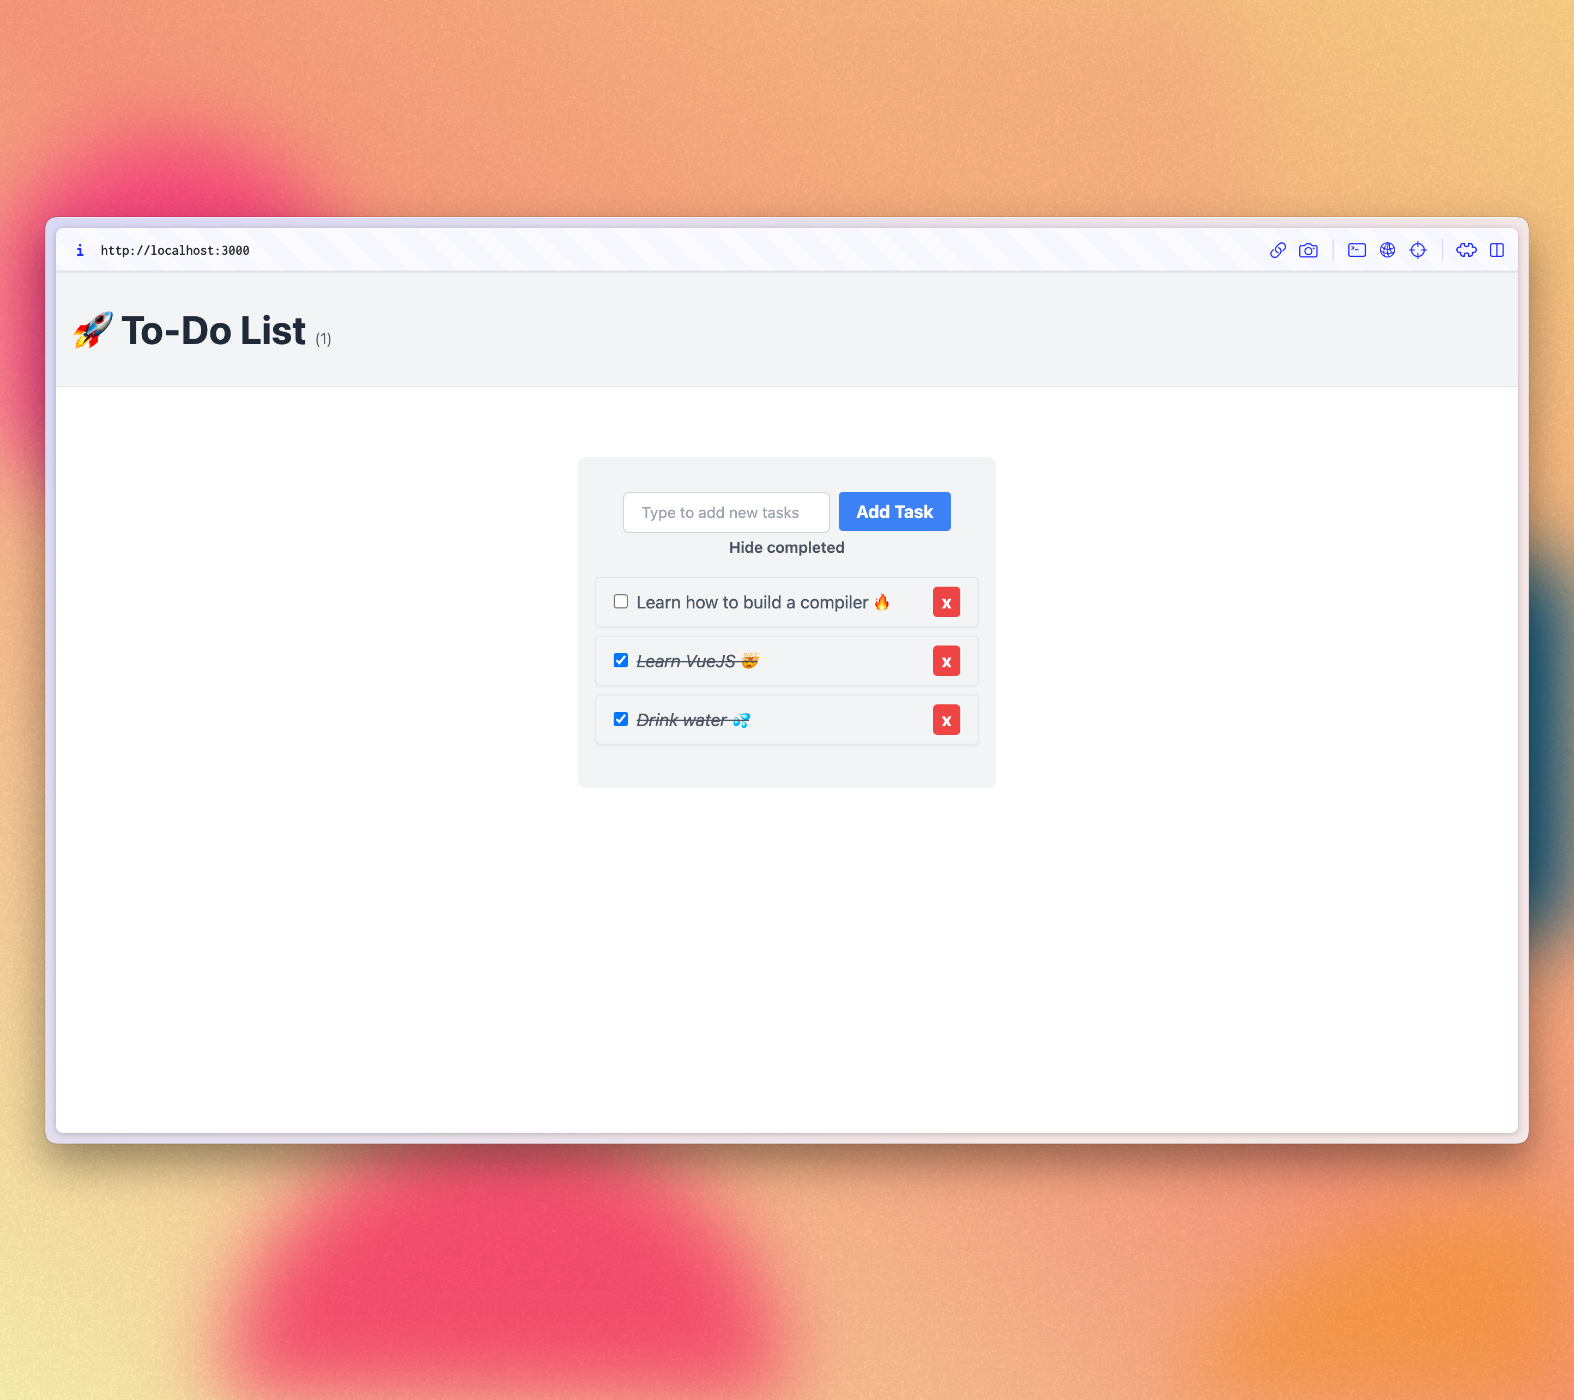 i http://localhost:3000
🚀 To-Do List (1)
Type to add new tasks Add Task
Hide completed
Learn how to build a compiler 🔥 x
Learn VueJS 🤯 x
Drink water 💦 x